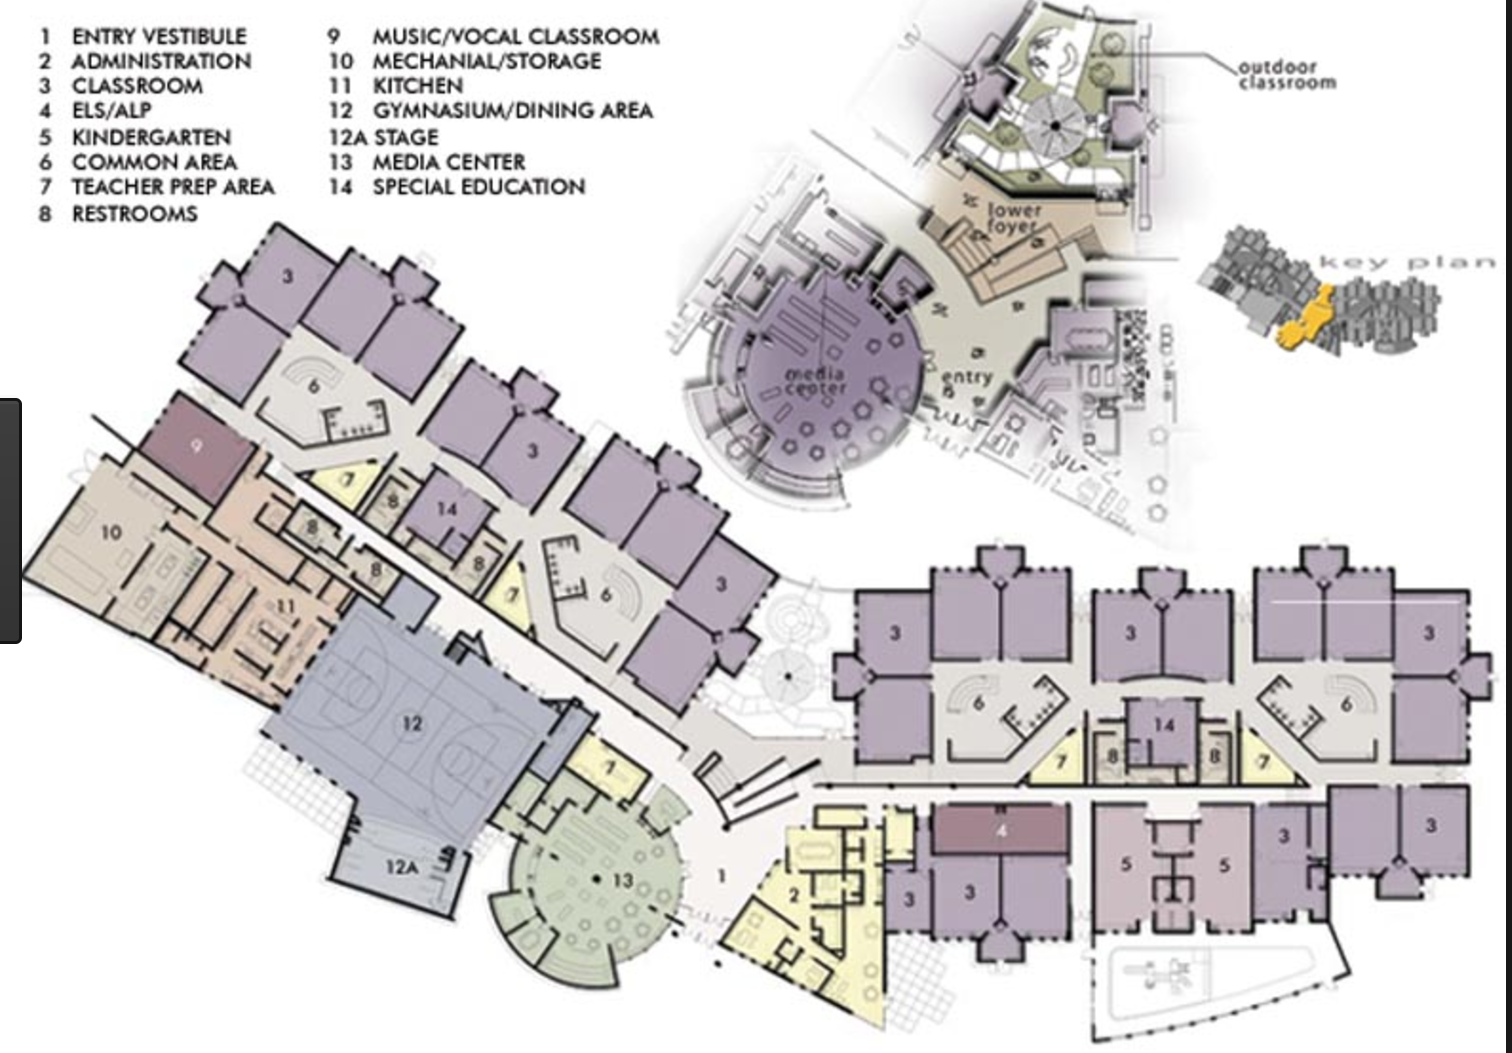 1 ENTRY VESTIBULE
2 ADMINISTRATION
3 CLASSROOM
4 ELS/ALP
5 KINDERGARTEN
6 COMMON AREA
7 TEACHER PREP AREA
8 RESTROOMS
9 MUSIC/VOCAL CLASSROOM
10 MECHANIAL/STORAGE
11 KITCHEN
12 GYMNASIUM/DINING AREA
12A STAGE
13 MEDIA CENTER
14 SPECIAL EDUCATION
outdoor
classroom
lower
foyer
media
center
entry
key plan
3
6
9
3
7
8
14
10
8
8
8
11
7
6
3
12
7
12A
13
1
2
3
3
3
3
6
6
14
7
8
8
7
4
3
3
5
5
3